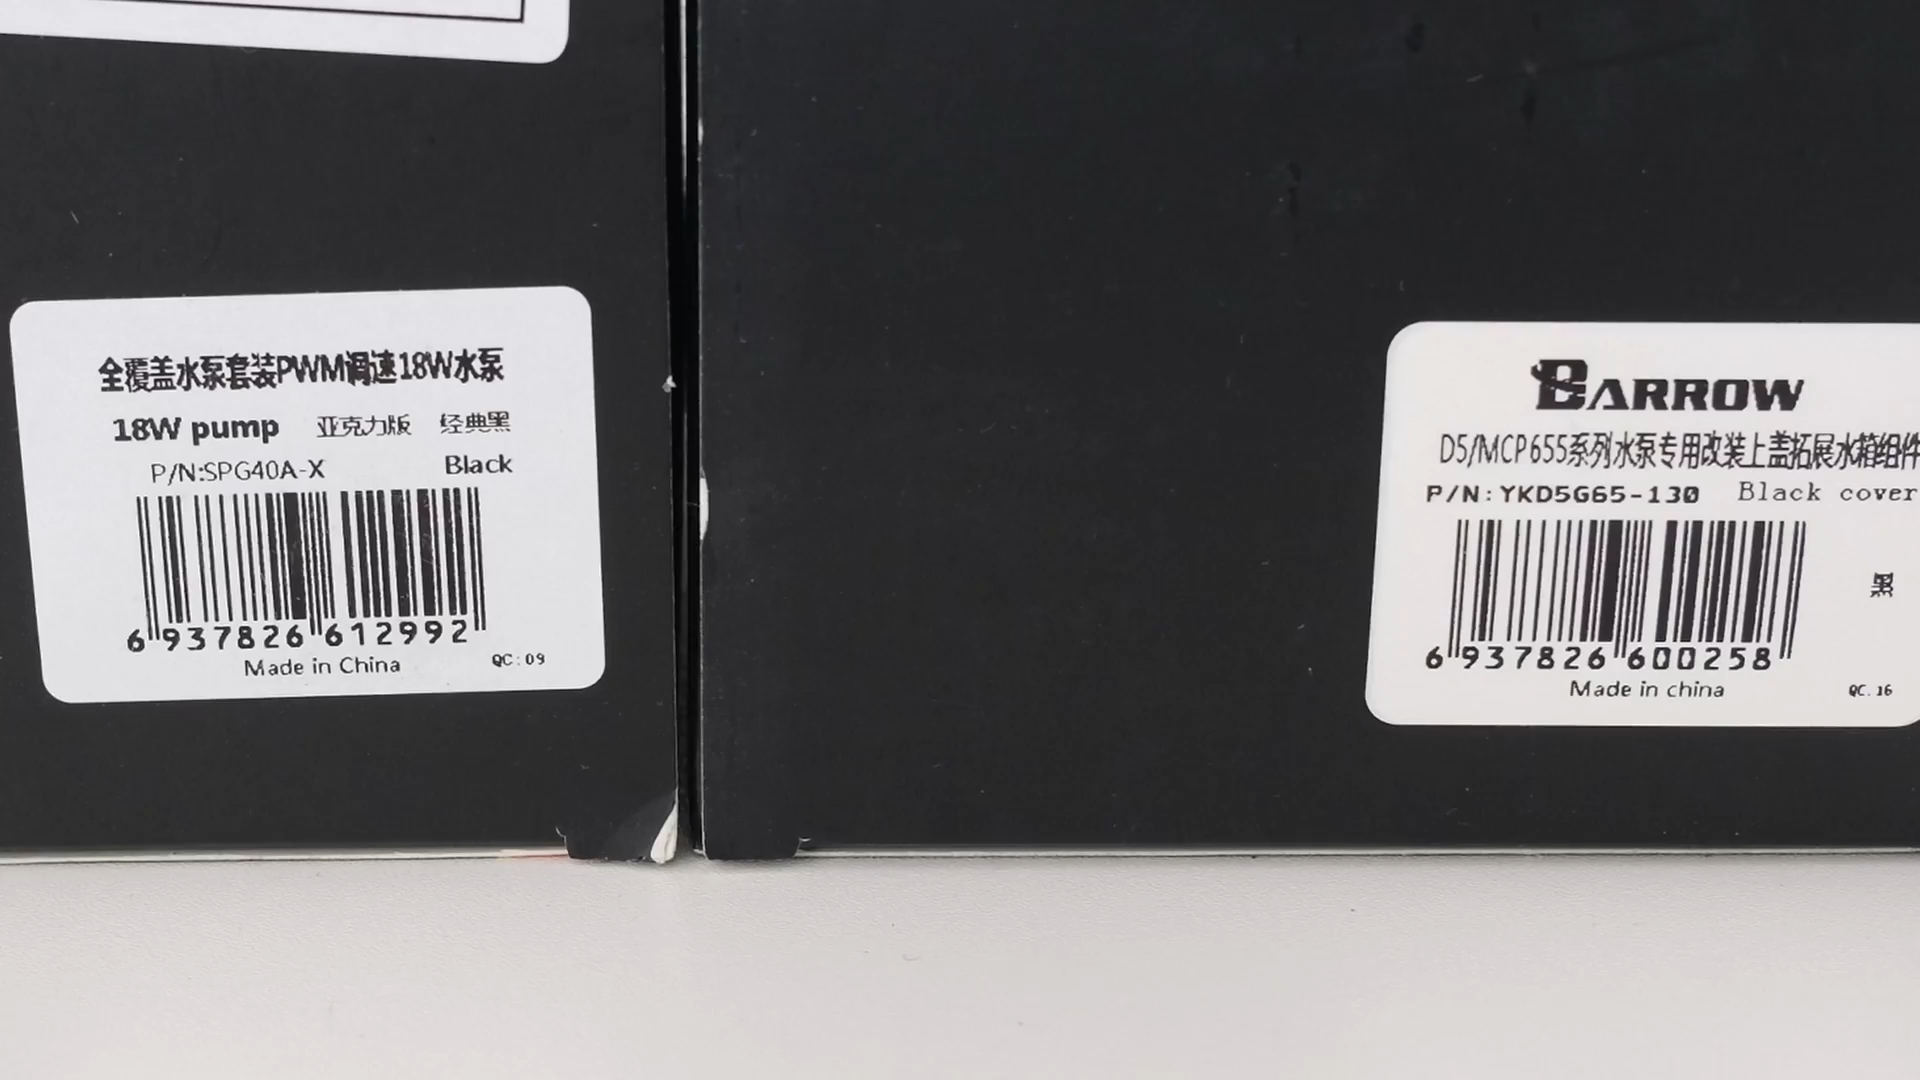 全覆盖水泵套装PWM调速18W水泵
18W pump 亚克力版 经典黑
P/N:SPG40A-X Black
6 937826 612992
Made in China QC:09
BARROW
D5/MCP655系列水泵专用改装上盖拓展水箱组件
P/N:YKD5G65-130 Black cover
黑
6 937826 600258
Made in china QC.16